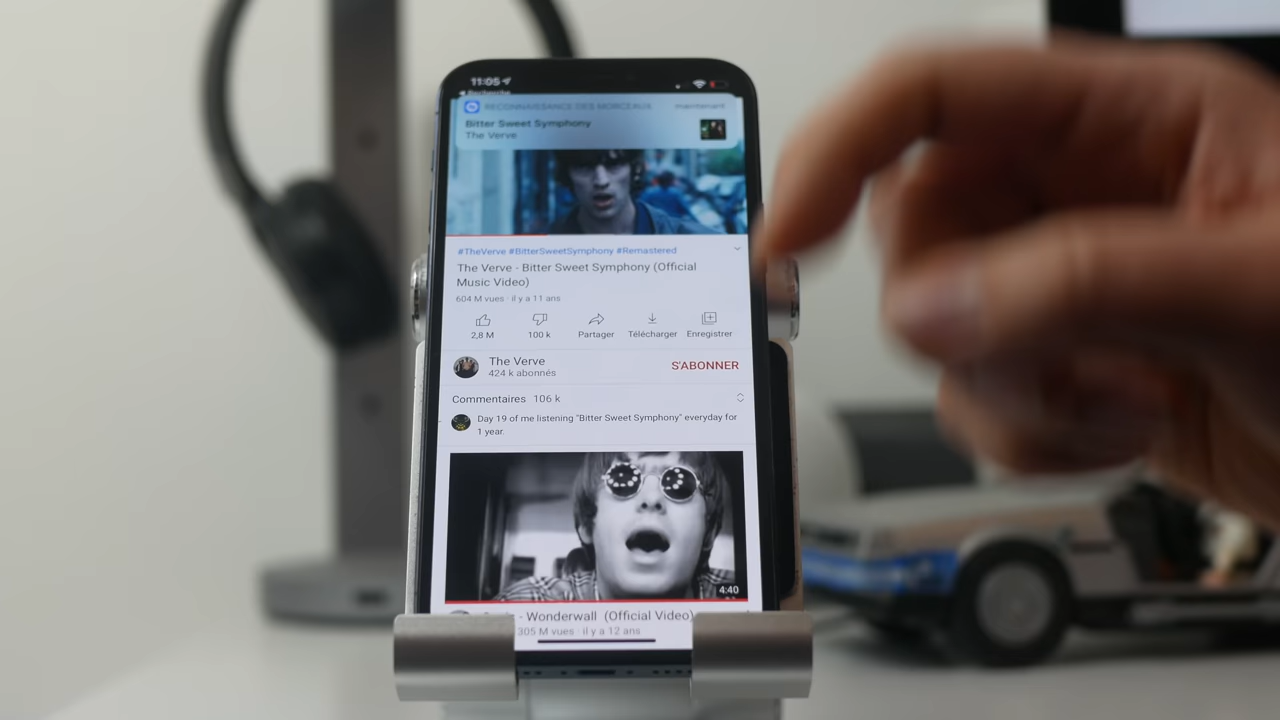 11:05
Recherche
RECONNAISSANCE DES MORCEAUX maintenant
Bitter Sweet Symphony
The Verve
#TheVerve #BitterSweetSymphony #Remastered
The Verve - Bitter Sweet Symphony (Official
Music Video)
604 M vues · il y a 11 ans
2,8 M 100 k Partager Télécharger Enregistrer
The Verve
424 k abonnés
S'ABONNER
Commentaires 106 k
Day 19 of me listening "Bitter Sweet Symphony" everyday for
1 year.
4:40
- Wonderwall (Official Video)
305 M vues · il y a 12 ans